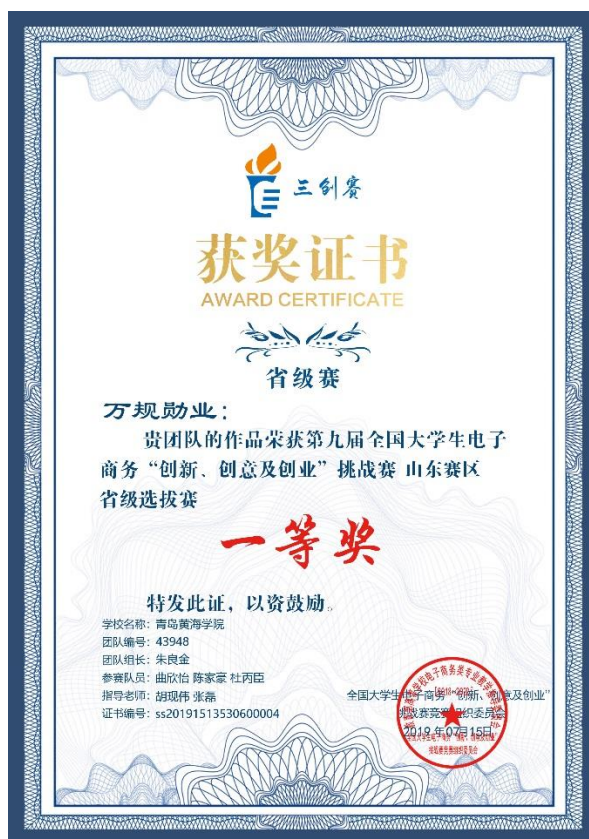 三创赛
获奖证书
AWARD CERTIFICATE
省级赛
万规勋业：
贵团队的作品荣获第九届全国大学生电子
商务“创新、创意及创业”挑战赛 山东赛区
省级选拔赛
一等奖
特发此证，以资鼓励。
学校名称：青岛黄海学院
团队编号：43948
团队组长：朱良金
参赛队员：曲欣怡 陈家豪 杜丙臣
指导老师：胡现伟 张磊
证书编号：ss20191513530600004
全国大学生电子商务“创新、创意及创业”
挑战赛竞赛组织委员会
2019 年07月15日